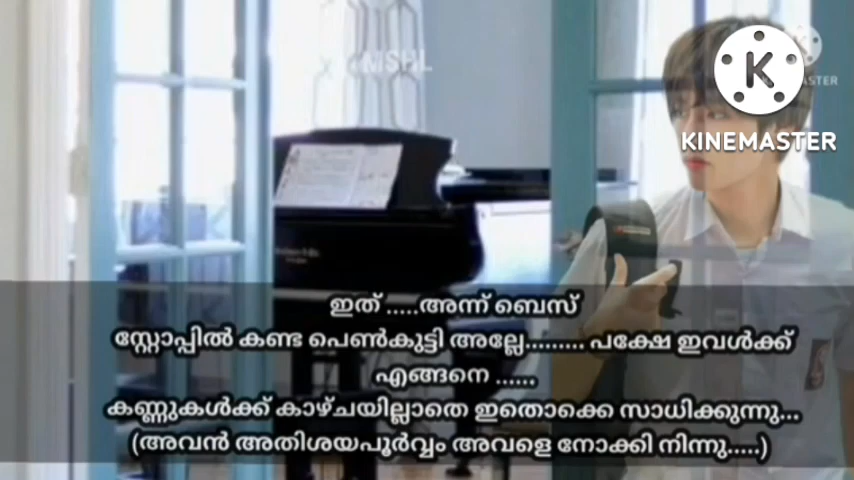 MSHL
KINEMASTER
ഇത് .....അന്ന് ബെസ്
സ്റ്റോപ്പിൽ കണ്ട പെൺകുട്ടി അല്ലേ......... പക്ഷേ ഇവൾക്ക്
എങ്ങനെ ......
കണ്ണുകൾക്ക് കാഴ്ചയില്ലാതെ ഇതൊക്കെ സാധിക്കുന്നു...
(അവൻ അതിശയപൂർവ്വം അവളെ നോക്കി നിന്നു.....)